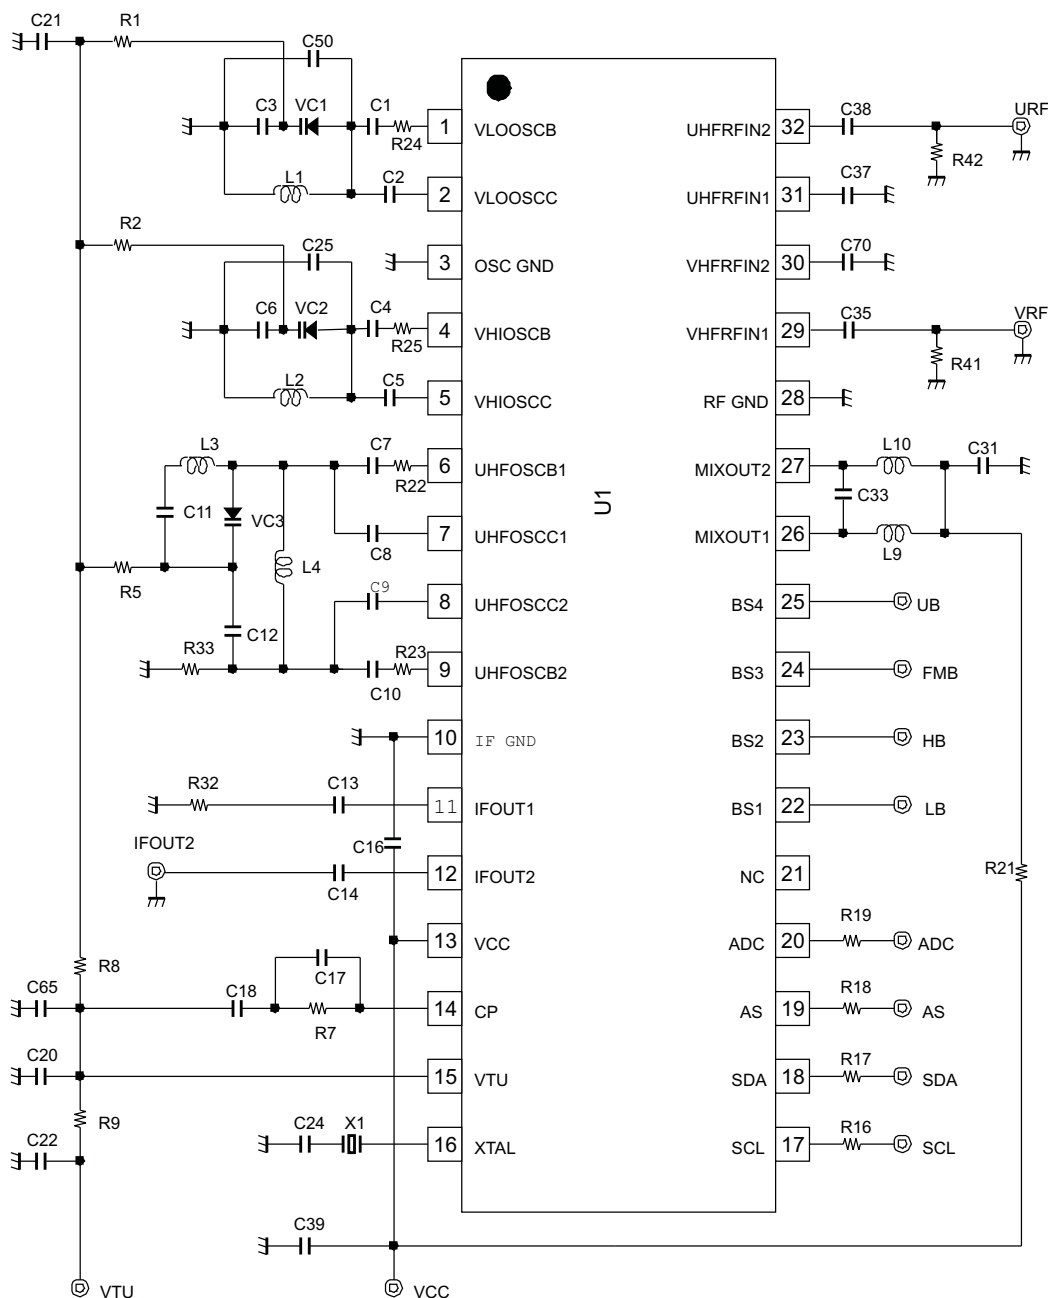 C21 R1
C50
C3 VC1 C1
R24
1 VLOOSCB
L1 C2
2 VLOOSCC
R2
C25
3 OSC GND
C6 VC2 C4
R25
4 VHIOSCB
L2 C5
5 VHIOSCC
L3 C7
R22
6 UHFOSCB1
C11 VC3
C8
7 UHFOSCC1
R5 L4
C9
8 UHFOSCC2
R33 C12 R23
C10
9 UHFOSCB2
10 IF GND
R32 C13
11 IFOUT1
IFOUT2 C16
C14
12 IFOUT2
13 VCC
R8
C17
C65 C18
R7
14 CP
C20
15 VTU
R9
C22 C24 X1
16 XTAL
C39
VTU VCC
U1
UHFRFIN2 32 C38 URF
R42
UHFRFIN1 31 C37
VHFRFIN2 30 C70
VHFRFIN1 29 C35 VRF
R41
RF GND 28
MIXOUT2 27 L10 C31
C33
MIXOUT1 26 L9
BS4 25 UB
BS3 24 FMB
BS2 23 HB
BS1 22 LB
NC 21 R21
ADC 20 R19 ADC
AS 19 R18 AS
SDA 18 R17 SDA
SCL 17 R16 SCL